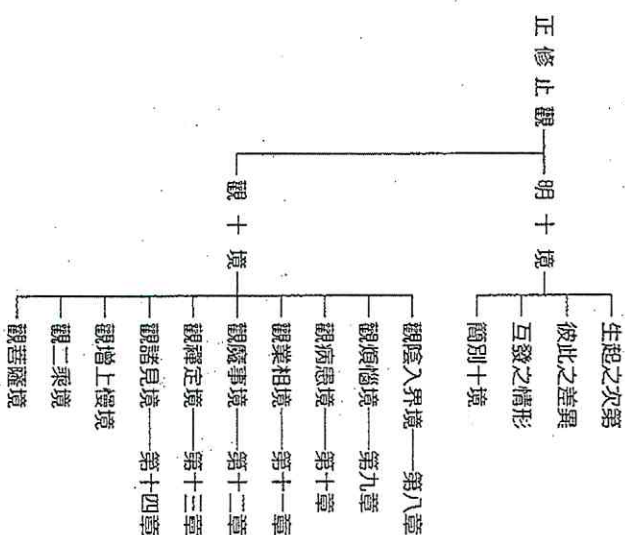 正修止觀
明十境
生起之次第
彼此之差異
互發之情形
簡別十境
觀十境
觀陰入界境——第八章
觀煩惱境——第九章
觀病患境——第十章
觀業相境——第十一章
觀魔事境——第十二章
觀禪定境——第十三章
觀諸見境——第十四章
觀增上慢境
觀二乘境
觀菩薩境